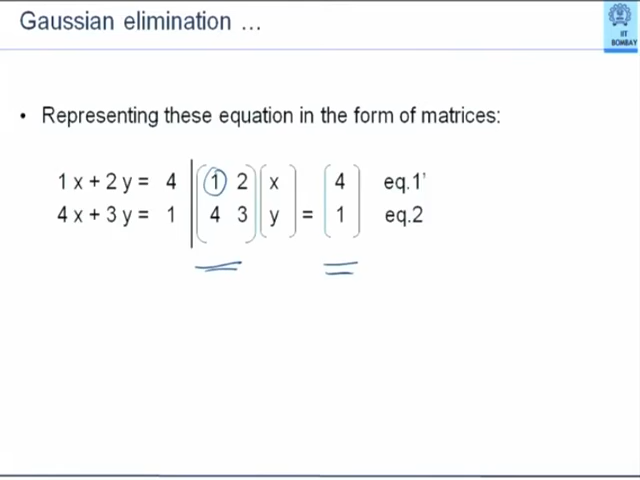 Gaussian elimination ...
IIT
BOMBAY
• Representing these equation in the form of matrices:
1 x + 2 y = 4 | (1 2) (x) (4) eq.1'
4 x + 3 y = 1 | (4 3) (y) = (1) eq.2